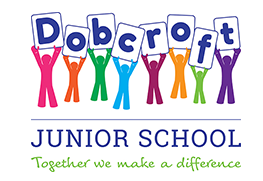 Dobcroft
JUNIOR SCHOOL
Together we make a difference